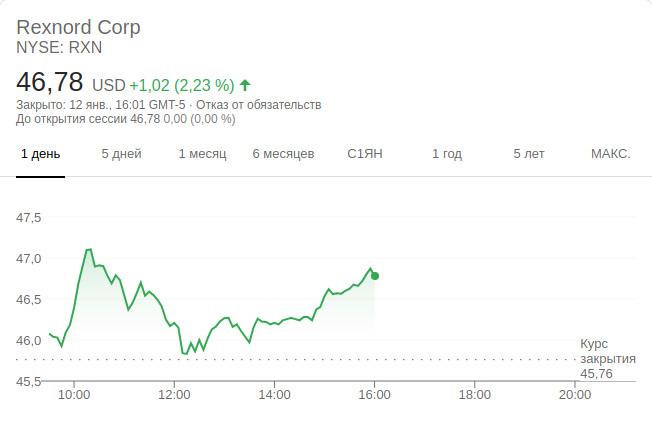 Rexnord Corp
NYSE: RXN
46,78 USD +1,02 (2,23 %)
Закрыто: 12 янв., 16:01 GMT-5 · Отказ от обязательств
До открытия сессии 46,78 0,00 (0,00 %)
1 день 5 дней 1 месяц 6 месяцев С1ЯН 1 год 5 лет МАКС.
47,5
47,0
46,5
46,0
Курс
закрытия
45,76
45,5
10:00 12:00 14:00 16:00 18:00 20:00